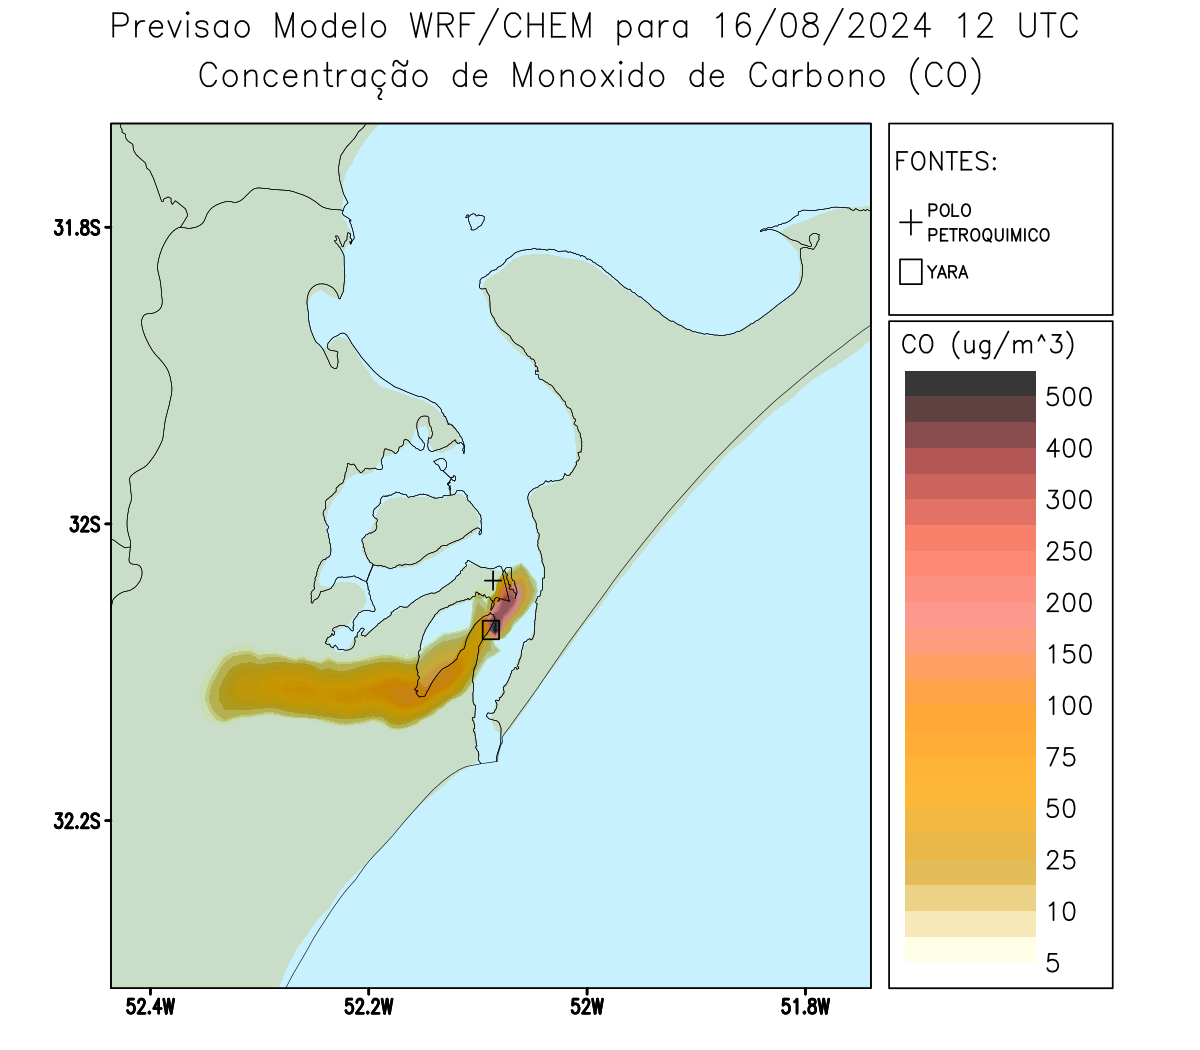 Previsao Modelo WRF/CHEM para 16/08/2024 12 UTC
Concentração de Monoxido de Carbono (CO)
FONTES:
POLO
PETROQUIMICO
YARA
CO (ug/m^3)
500
400
300
250
200
150
100
75
50
25
10
5
31.8S
32S
32.2S
52.4W
52.2W
52W
51.8W